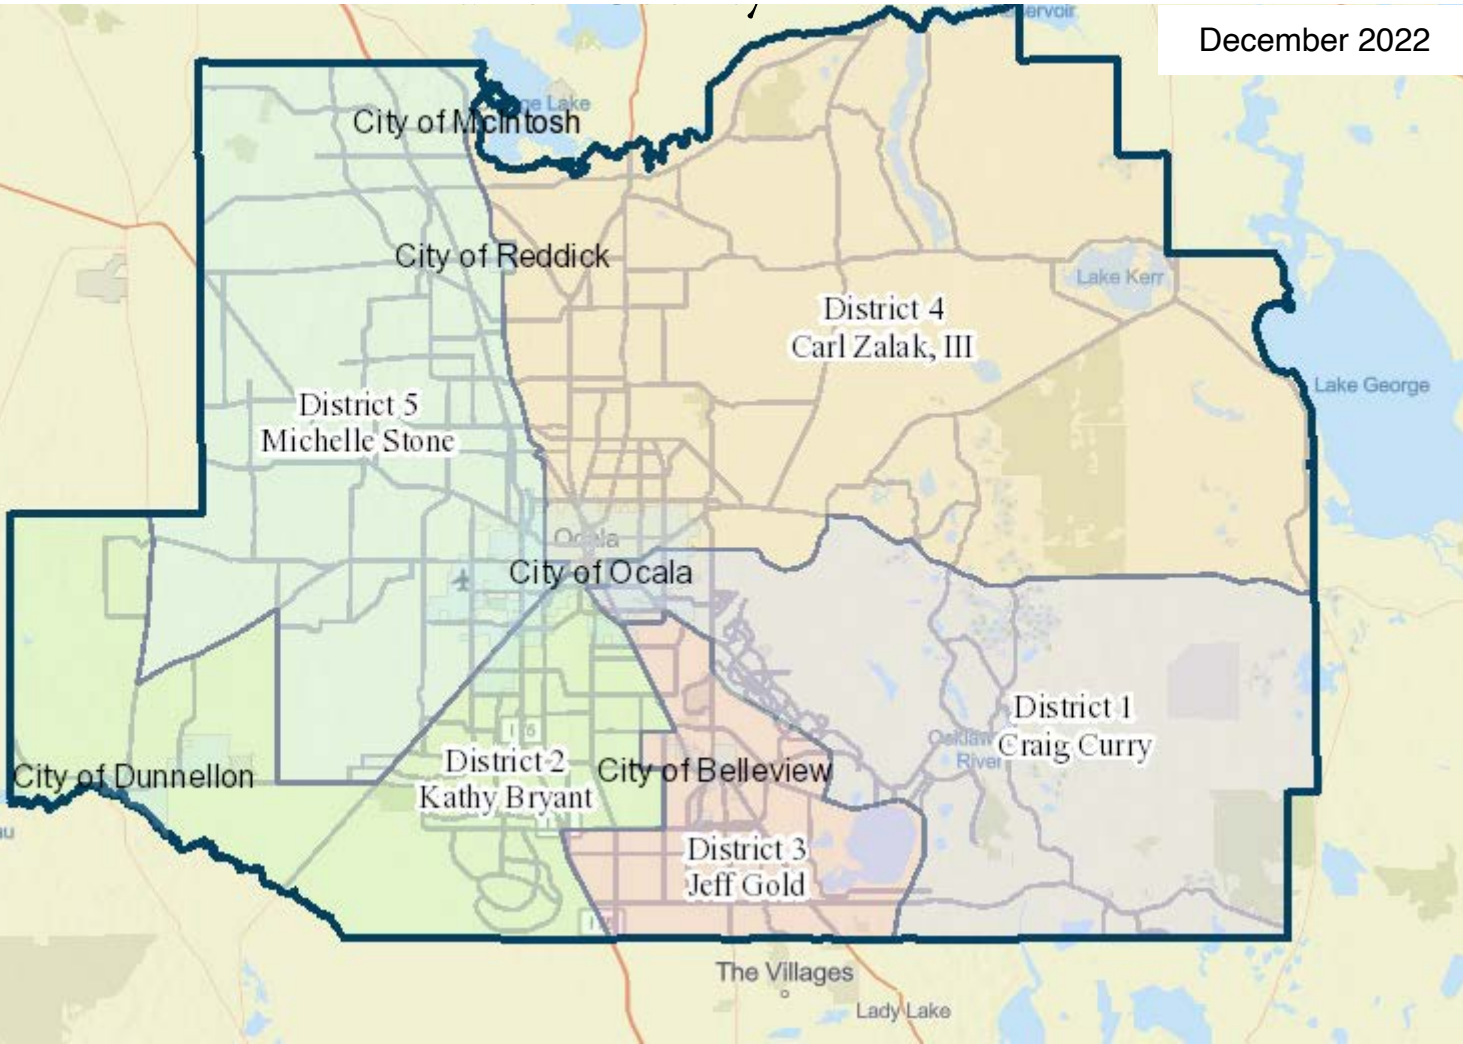 December 2022
City of McIntosh
City of Reddick
Lake Kerr
District 4
Carl Zalak, III
Lake George
District 5
Michelle Stone
Ocala
City of Ocala
District 1
Craig Curry
River
District 2
Kathy Bryant
City of Dunnellon
City of Belleview
District 3
Jeff Gold
The Villages
Lady Lake